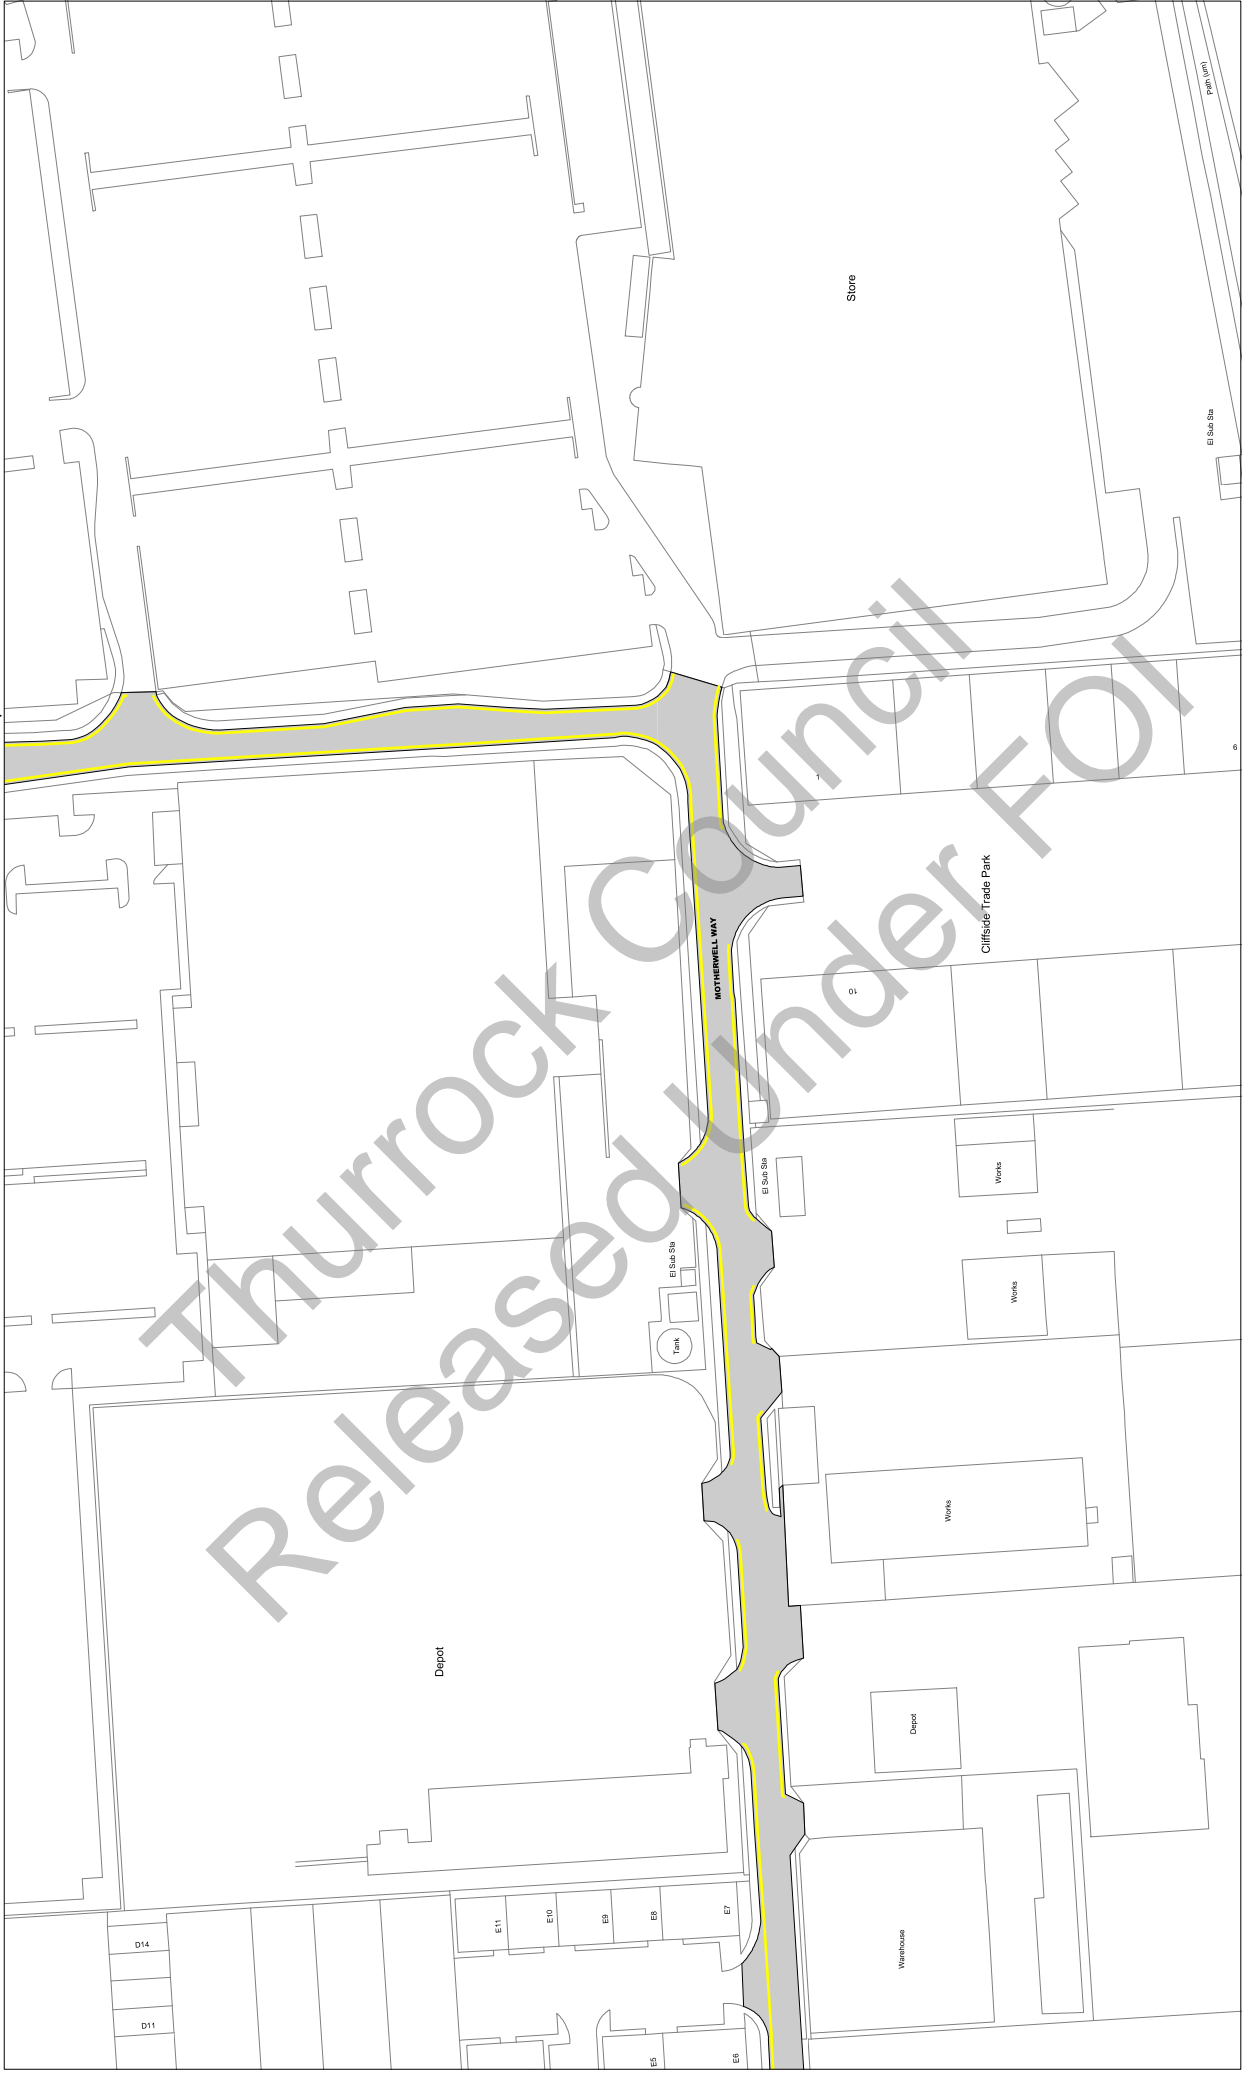 Path (um)
Store
El Sub Sta
1
6
Cliffside Trade Park
MOTHERWELL WAY
10
El Sub Sta
Works
El Sub Sta
Works
Tank
Works
Depot
Depot
E11
E10
E9
E8
E7
D14
Warehouse
D11
E5
E6
Thurrock Council
Released Under FOI